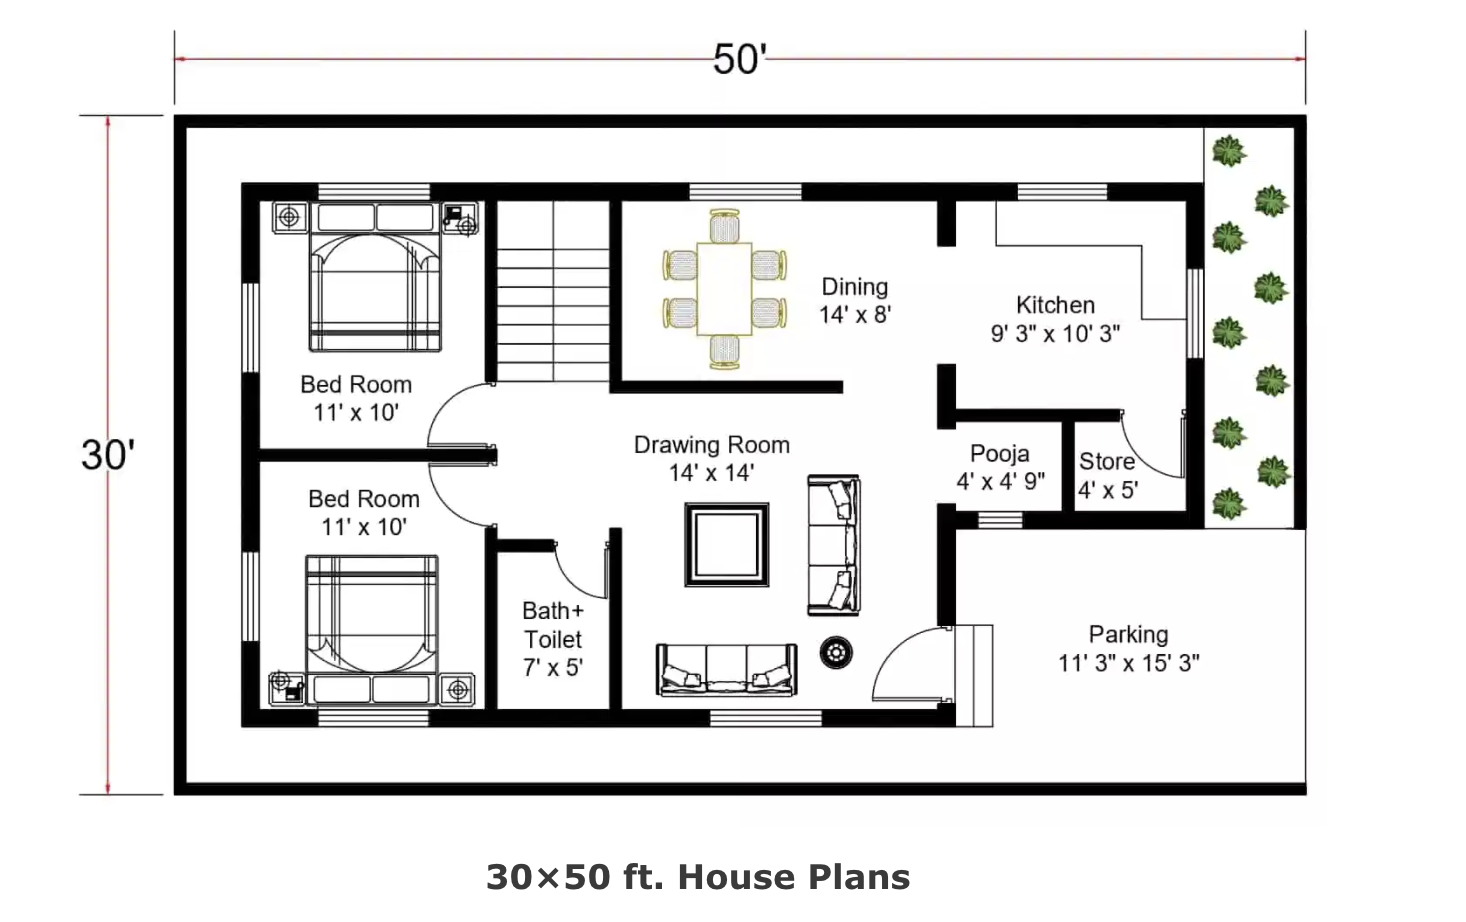 50'
30'
Bed Room
11' x 10'
Dining
14' x 8'
Kitchen
9' 3" x 10' 3"
Drawing Room
14' x 14'
Pooja
4' x 4' 9"
Store
4' x 5'
Bed Room
11' x 10'
Bath+
Toilet
7' x 5'
Parking
11' 3" x 15' 3"
30×50 ft. House Plans